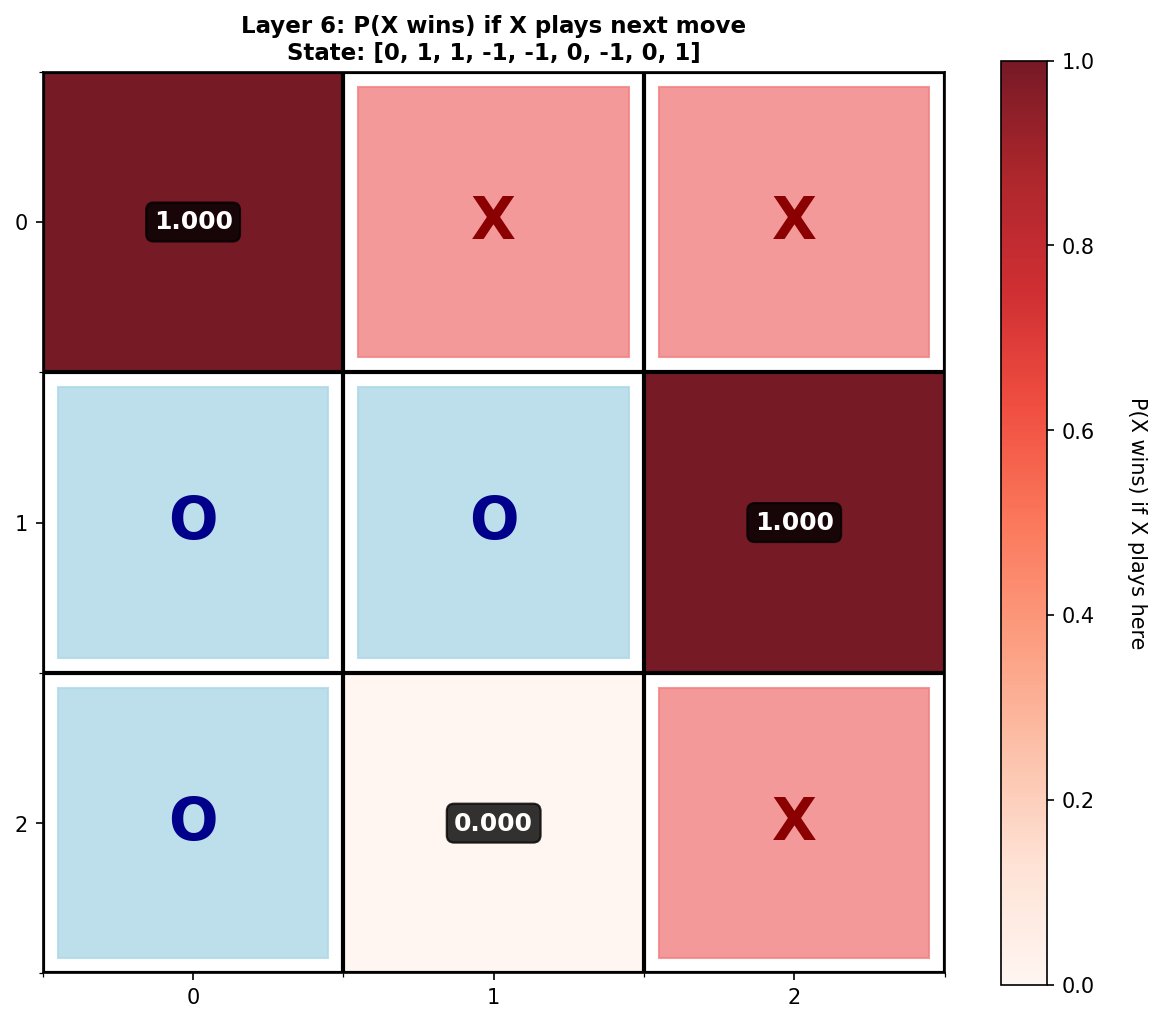 Layer 6: P(X wins) if X plays next move
State: [0, 1, 1, -1, -1, 0, -1, 0, 1]
0
1.000
X
X
1
O
O
1.000
2
O
0.000
X
0
1
2
1.0
0.8
0.6
0.4
0.2
0.0
P(X wins) if X plays here